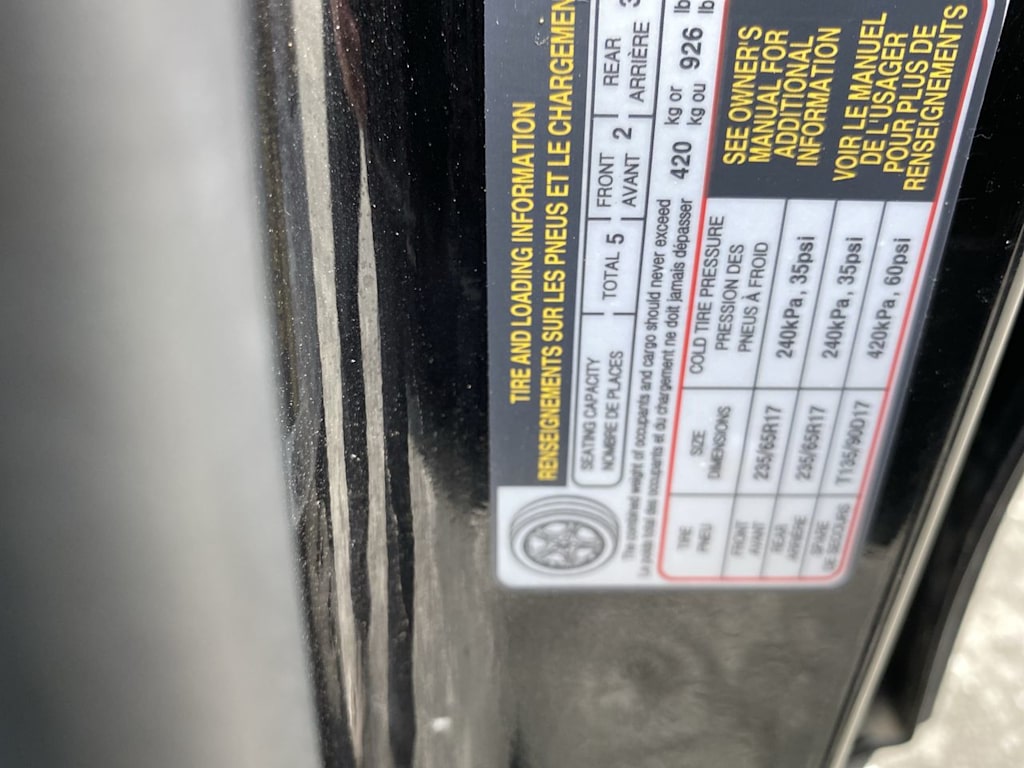 TIRE AND LOADING INFORMATION
RENSEIGNEMENTS SUR LES PNEUS ET LE CHARGEMEN
SEATING CAPACITY
NOMBRE DE PLACES
TOTAL 5
FRONT
AVANT 2
REAR
ARRIÈRE 3
The combined weight of occupants and cargo should never exceed
Le poids total des occupants et du chargement ne doit jamais dépasser
420 kg or
kg ou 926 lb
lb
TIRE
PNEU
SIZE
DIMENSIONS
COLD TIRE PRESSURE
PRESSION DES
PNEUS À FROID
FRONT
AVANT
235/65R17
240kPa, 35psi
REAR
ARRIÈRE
235/65R17
240kPa, 35psi
SPARE
DE SECOURS
T135/90D17
420kPa, 60psi
SEE OWNER'S
MANUAL FOR
ADDITIONAL
INFORMATION
VOIR LE MANUEL
DE L'USAGER
POUR PLUS DE
RENSEIGNEMENTS